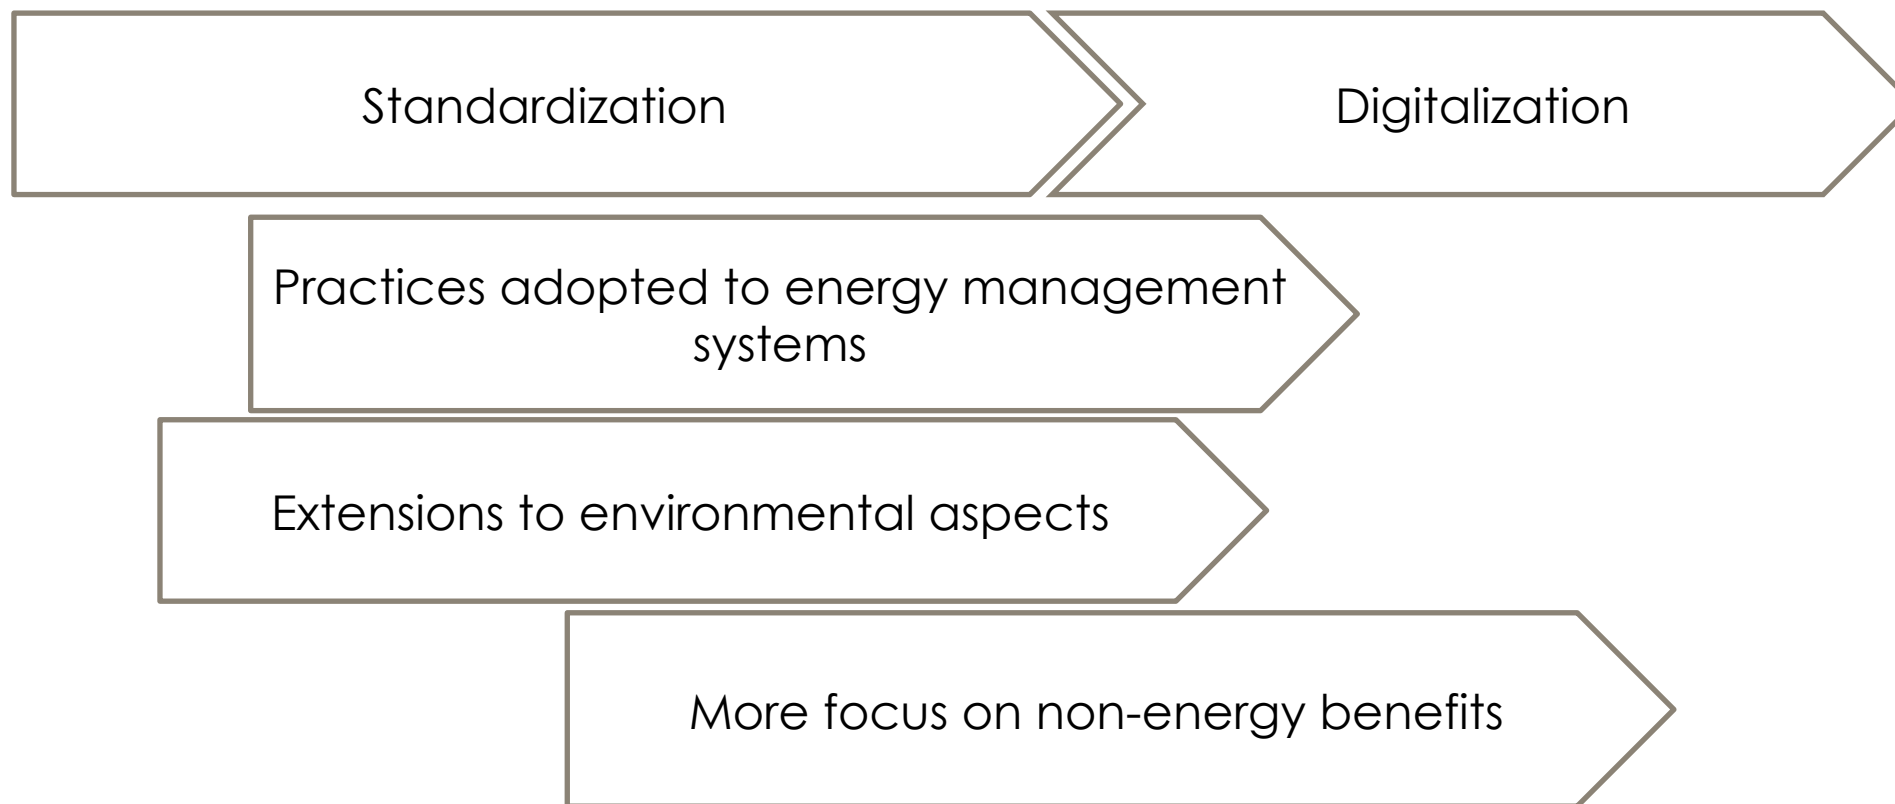 Standardization
Digitalization
Practices adopted to energy management
systems
Extensions to environmental aspects
More focus on non-energy benefits